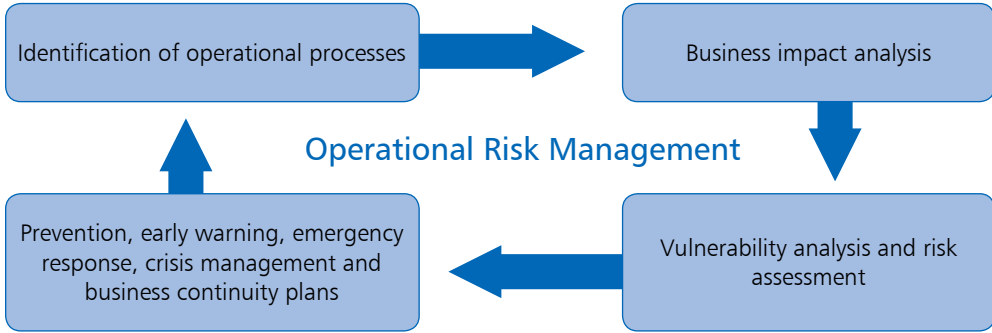 Identification of operational processes
Business impact analysis
Operational Risk Management
Prevention, early warning, emergency
response, crisis management and
business continuity plans
Vulnerability analysis and risk
assessment